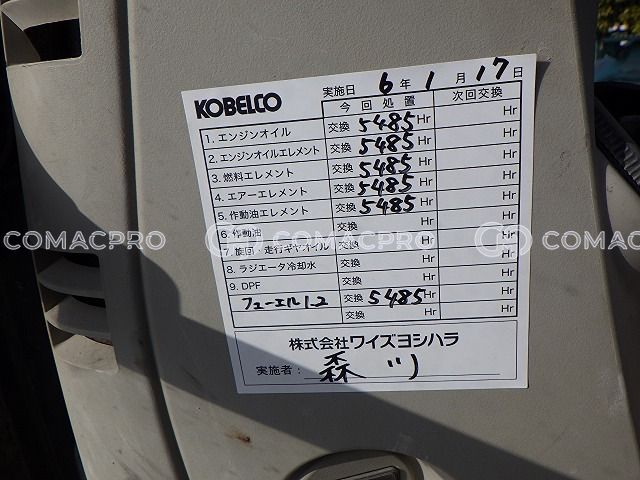 KOBELCO 実施日 6年 1月 17日
今回処置 次回交換
1. エンジンオイル 交換 5485 Hr Hr
2. エンジンオイルエレメント 交換 5485 Hr Hr
3. 燃料エレメント 交換 5485 Hr Hr
4. エアーエレメント 交換 5485 Hr Hr
5. 作動油エレメント 交換 5485 Hr Hr
6. 作動油 交換 Hr Hr
7. 旋回・走行ギヤオイル 交換 Hr Hr
8. ラジエータ冷却水 交換 Hr Hr
9. DPF 交換 Hr Hr
フューエル1.2 交換 5485 Hr Hr
交換 Hr Hr
株式会社ワイズヨシハラ
実施者: 森川
COMACPRO COMACPRO COMACPRO